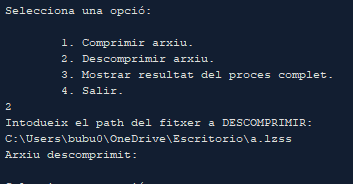 Selecciona una opció:
1. Comprimir arxiu.
2. Descomprimir arxiu.
3. Mostrar resultat del proces complet.
4. Salir.
2
Intodueix el path del fitxer a DESCOMPRIMIR:
C:\Users\bubu0\OneDrive\Escritorio\a.lzss
Arxiu descomprimit: